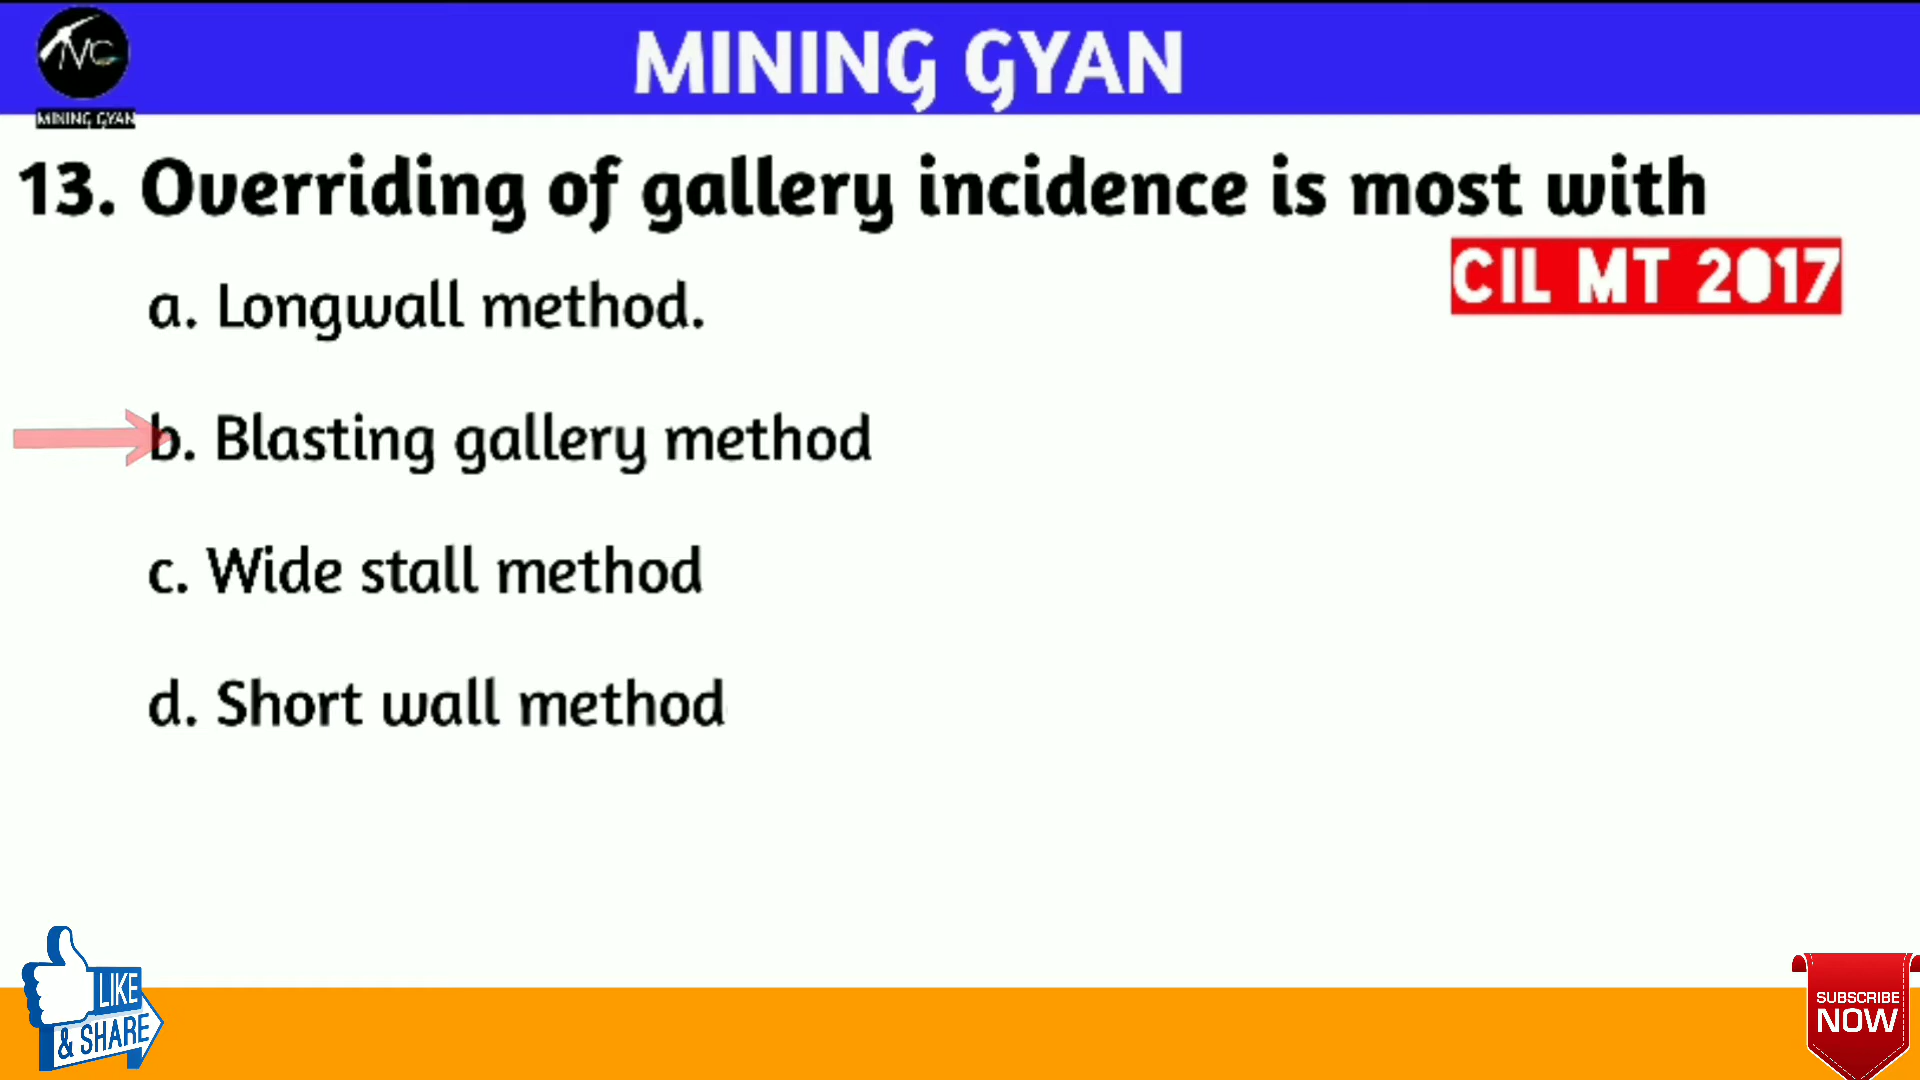 MINING GYAN
MINING GYAN
13. Overriding of gallery incidence is most with
CIL MT 2017
a. Longwall method.
b. Blasting gallery method
c. Wide stall method
d. Short wall method
LIKE
& SHARE
SUBSCRIBE
NOW